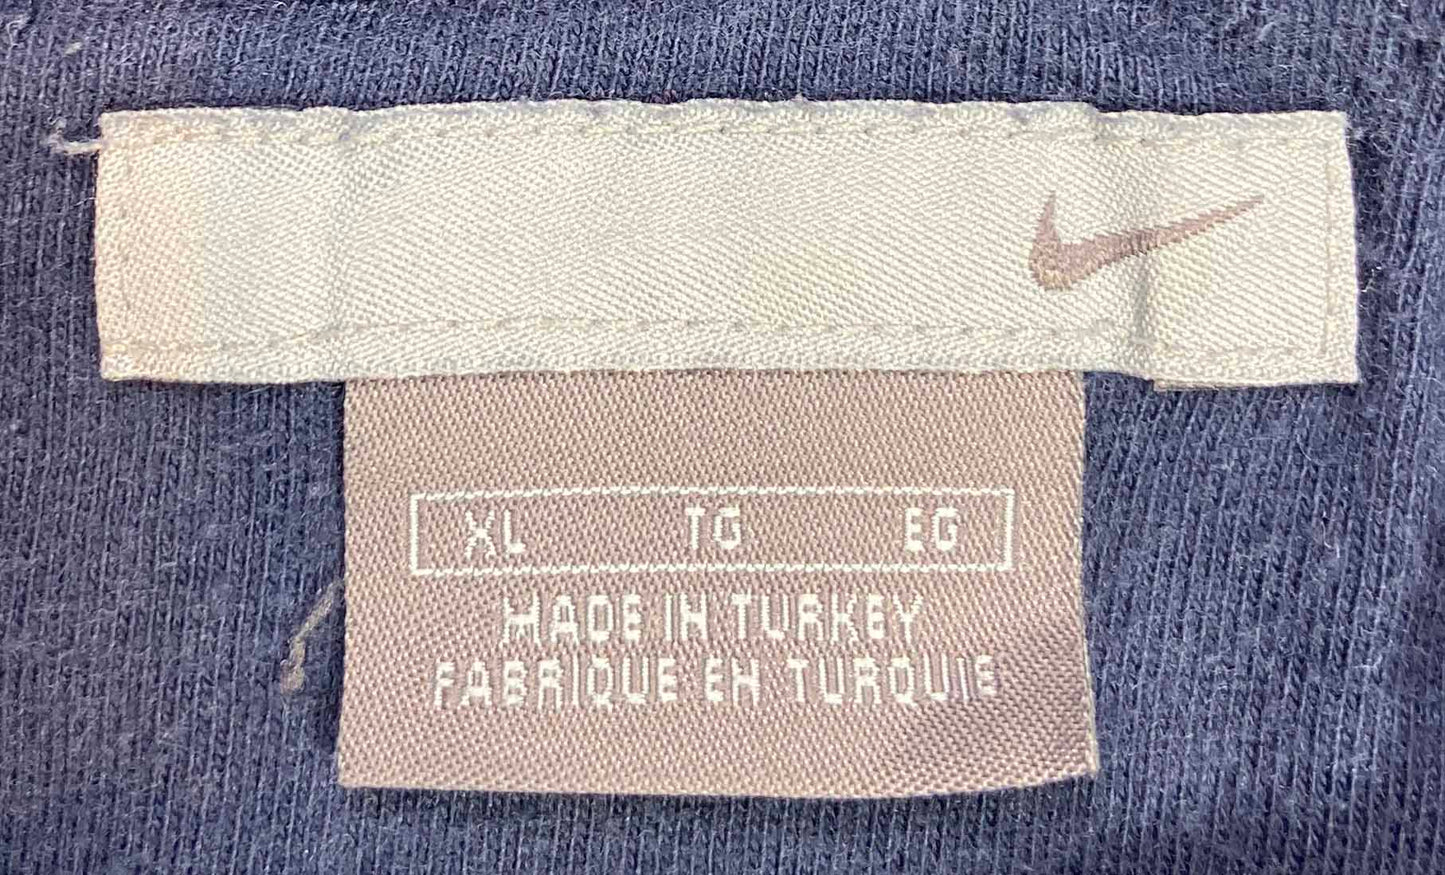 XL TG EG
MADE IN TURKEY
FABRIQUE EN TURQUIE